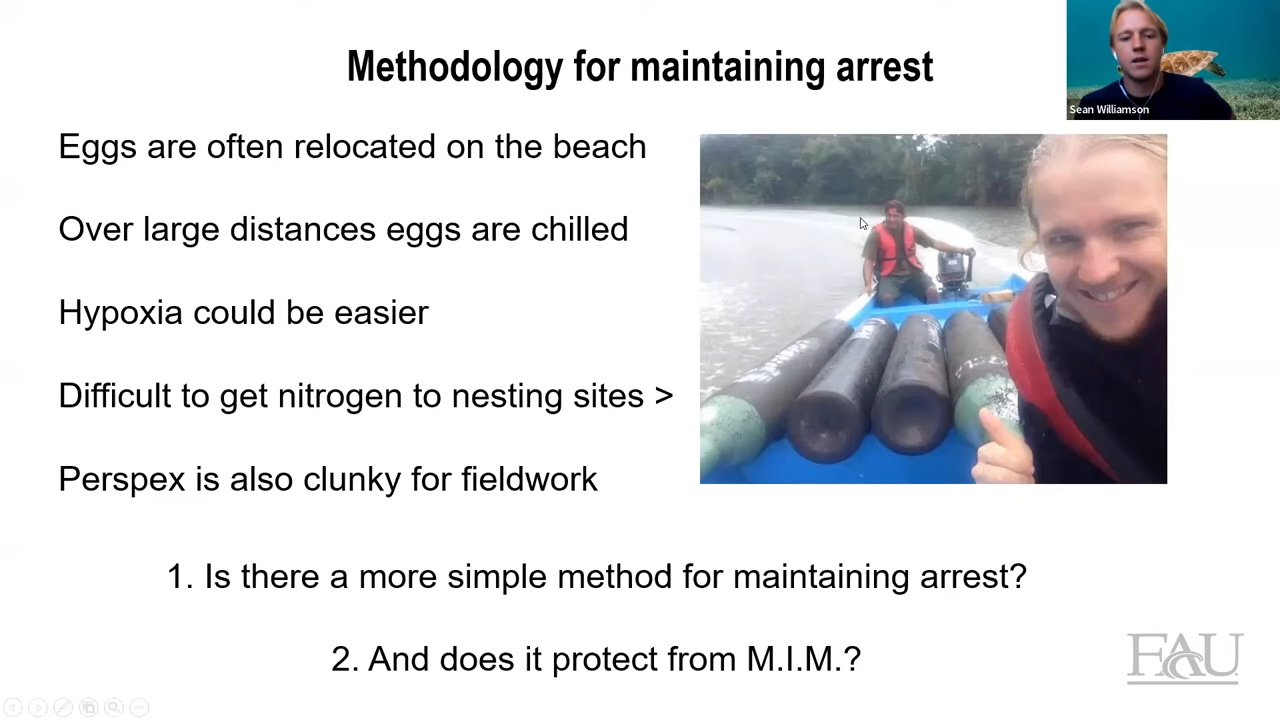 Methodology for maintaining arrest
Sean Williamson
Eggs are often relocated on the beach
Over large distances eggs are chilled
Hypoxia could be easier
Difficult to get nitrogen to nesting sites >
Perspex is also clunky for fieldwork
1. Is there a more simple method for maintaining arrest?
2. And does it protect from M.I.M.?
FAU